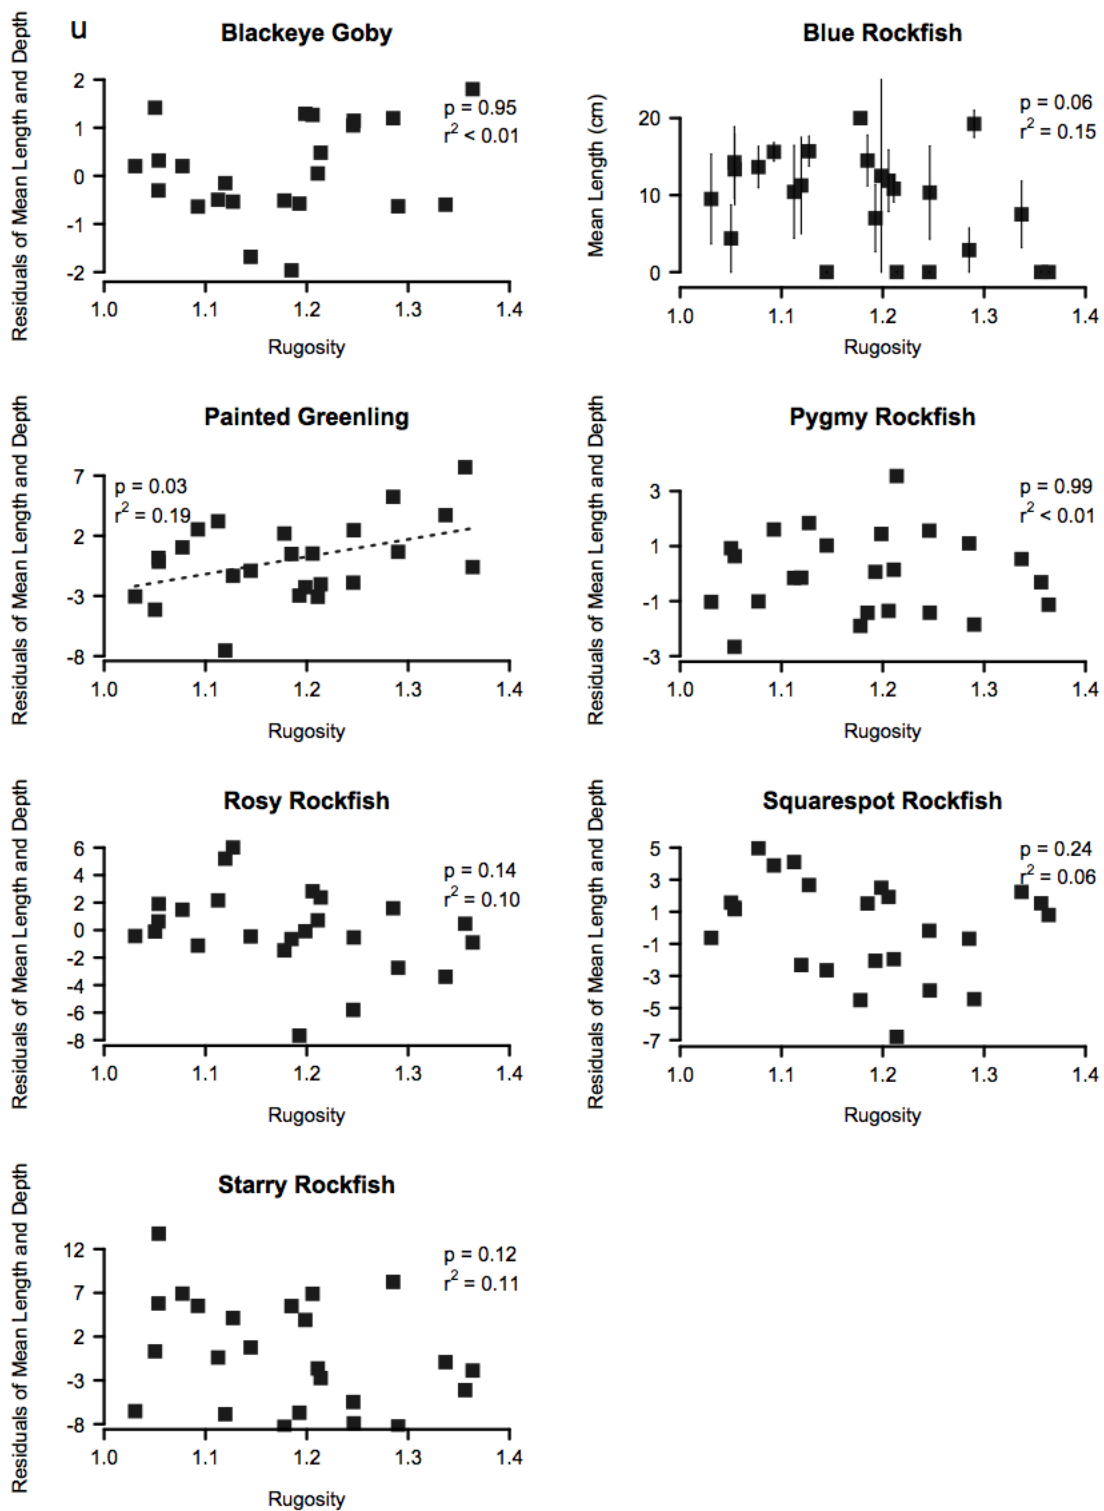 u
Blackeye Goby
Residuals of Mean Length and Depth
2
1
0
-1
-2
p = 0.95
r² < 0.01
1.0 1.1 1.2 1.3 1.4
Rugosity
Blue Rockfish
Mean Length (cm)
20
10
0
p = 0.06
r² = 0.15
1.0 1.1 1.2 1.3 1.4
Rugosity
Painted Greenling
Residuals of Mean Length and Depth
7
2
-3
-8
p = 0.03
r² = 0.19
1.0 1.1 1.2 1.3 1.4
Rugosity
Pygmy Rockfish
Residuals of Mean Length and Depth
3
1
-1
-3
p = 0.99
r² < 0.01
1.0 1.1 1.2 1.3 1.4
Rugosity
Rosy Rockfish
Residuals of Mean Length and Depth
6
4
2
0
-2
-4
-6
-8
p = 0.14
r² = 0.10
1.0 1.1 1.2 1.3 1.4
Rugosity
Squarespot Rockfish
Residuals of Mean Length and Depth
5
3
1
-1
-3
-5
-7
p = 0.24
r² = 0.06
1.0 1.1 1.2 1.3 1.4
Rugosity
Starry Rockfish
Residuals of Mean Length and Depth
12
7
2
-3
-8
p = 0.12
r² = 0.11
1.0 1.1 1.2 1.3 1.4
Rugosity